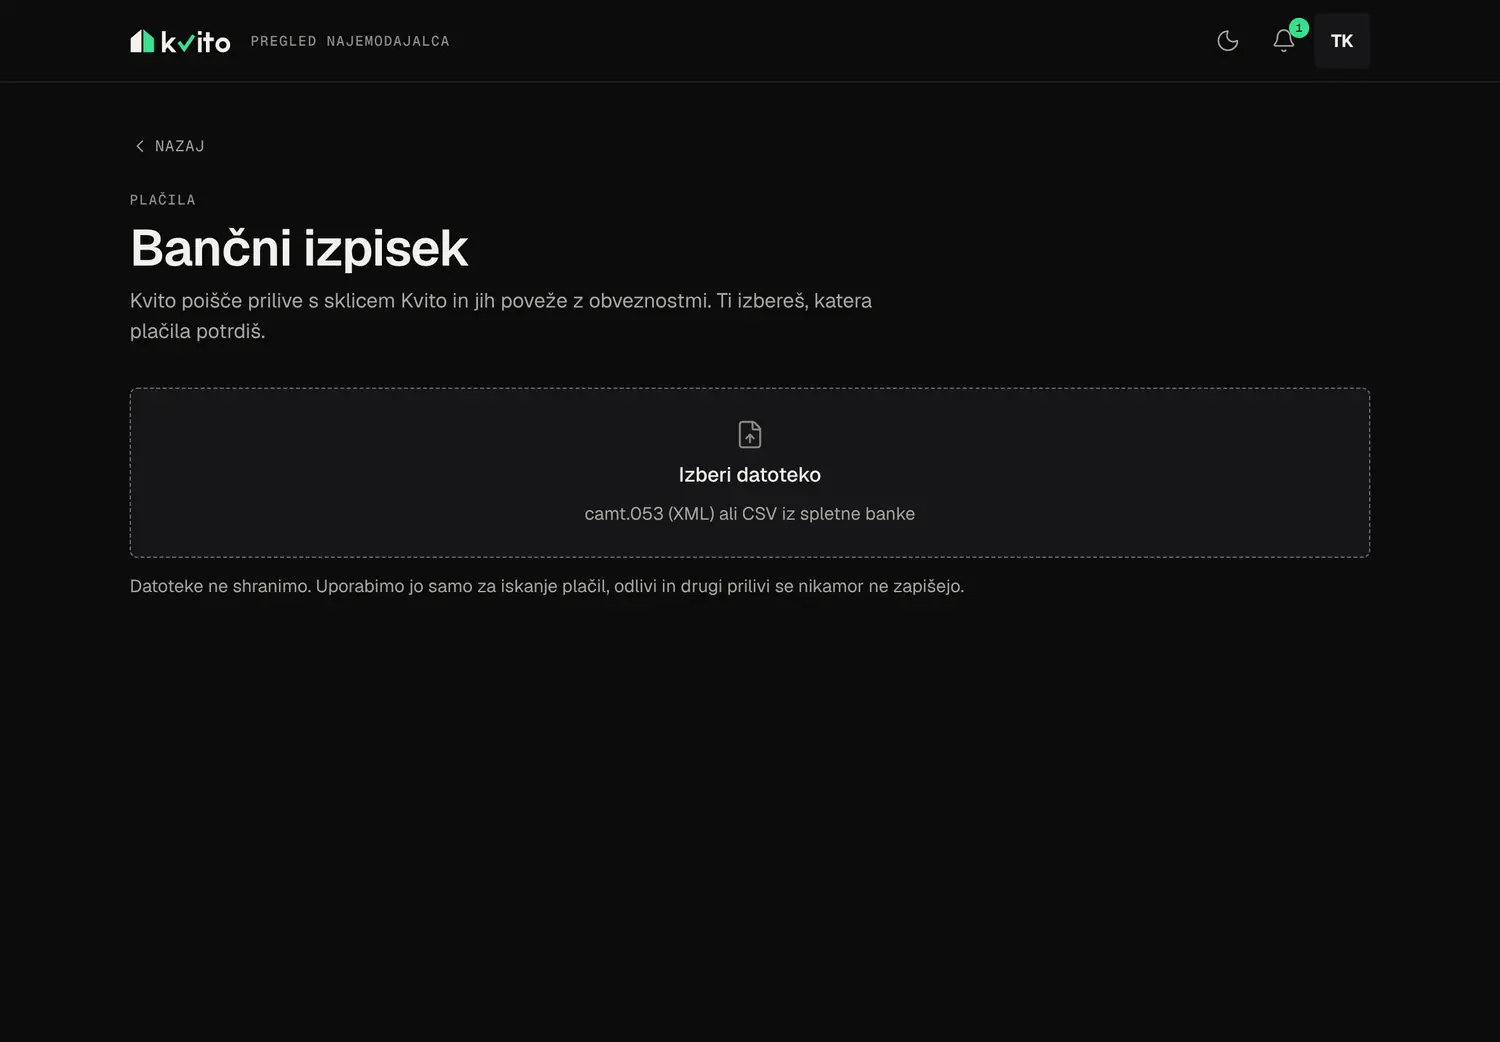 kvito PREGLED NAJEMODAJALCA
1
TK
NAZAJ
PLAČILA
Bančni izpisek
Kvito poišče prilive s sklicem Kvito in jih poveže z obveznostmi. Ti izbereš, katera
plačila potrdiš.
Izberi datoteko
camt.053 (XML) ali CSV iz spletne banke
Datoteke ne shranimo. Uporabimo jo samo za iskanje plačil, odlivi in drugi prilivi se nikamor ne zapišejo.